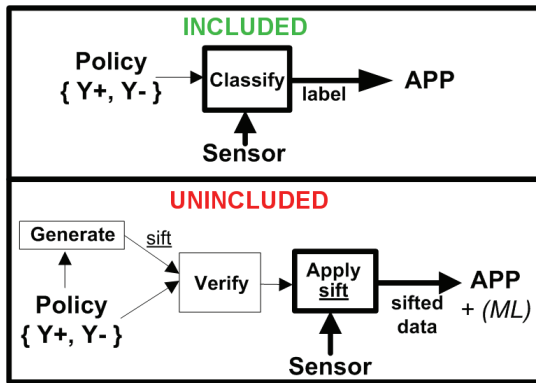 INCLUDED
Policy
{ Y+, Y- }
Classify
label
APP
Sensor
UNINCLUDED
Generate
sift
Verify
Policy
{ Y+, Y- }
Apply
sift
sifted
data
APP
+ (ML)
Sensor